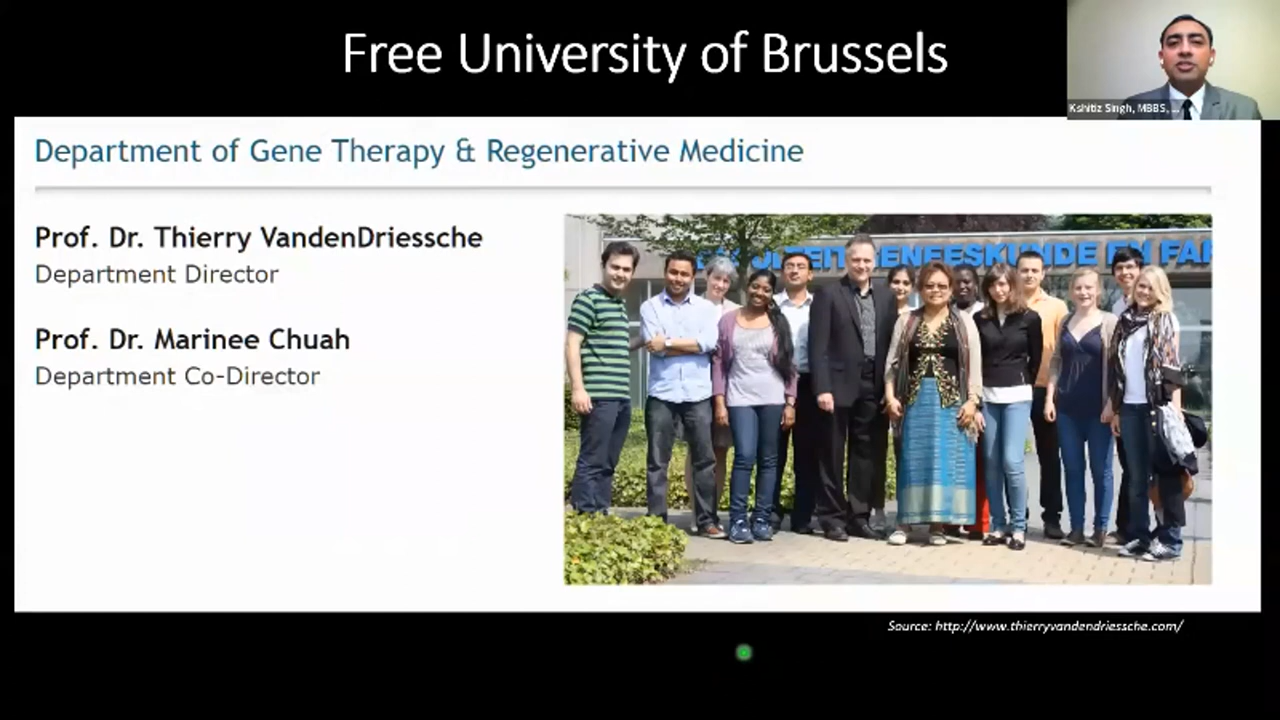 Free University of Brussels
Kshitiz Singh, MBBS, ...
Department of Gene Therapy & Regenerative Medicine
Prof. Dr. Thierry VandenDriessche
Department Director
Prof. Dr. Marinee Chuah
Department Co-Director
GENEESKUNDE EN FAR
Source: http://www.thierryvandendriessche.com/